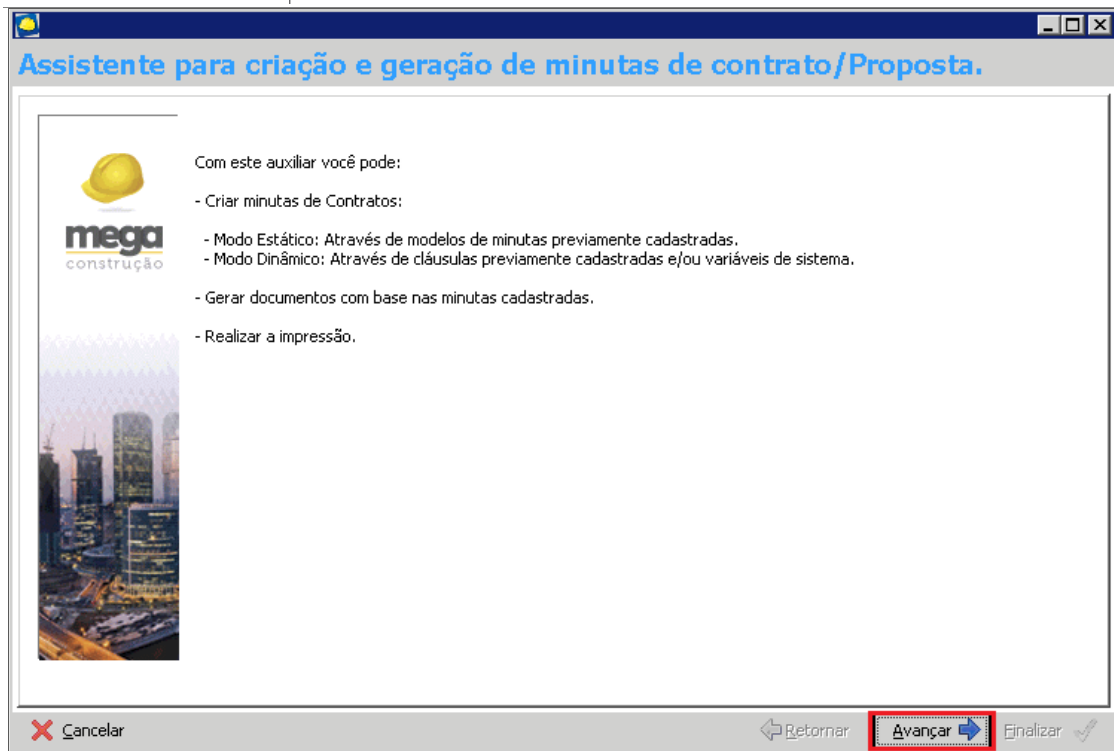 Assistente para criação e geração de minutas de contrato/Proposta.
mega
construção
Com este auxiliar você pode:
- Criar minutas de Contratos:
- Modo Estático: Através de modelos de minutas previamente cadastradas.
- Modo Dinâmico: Através de cláusulas previamente cadastradas e/ou variáveis de sistema.
- Gerar documentos com base nas minutas cadastradas.
- Realizar a impressão.
Cancelar
Retornar
Avançar
Finalizar